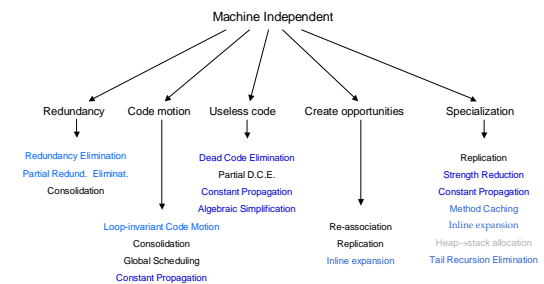 Machine Independent
Redundancy
Code motion
Useless code
Create opportunities
Specialization
Redundancy Elimination
Partial Redund. Eliminat.
Consolidation
Dead Code Elimination
Partial D.C.E.
Constant Propagation
Algebraic Simplification
Replication
Strength Reduction
Constant Propagation
Method Caching
Inline expansion
Heap→stack allocation
Tail Recursion Elimination
Loop-invariant Code Motion
Consolidation
Global Scheduling
Constant Propagation
Re-association
Replication
Inline expansion